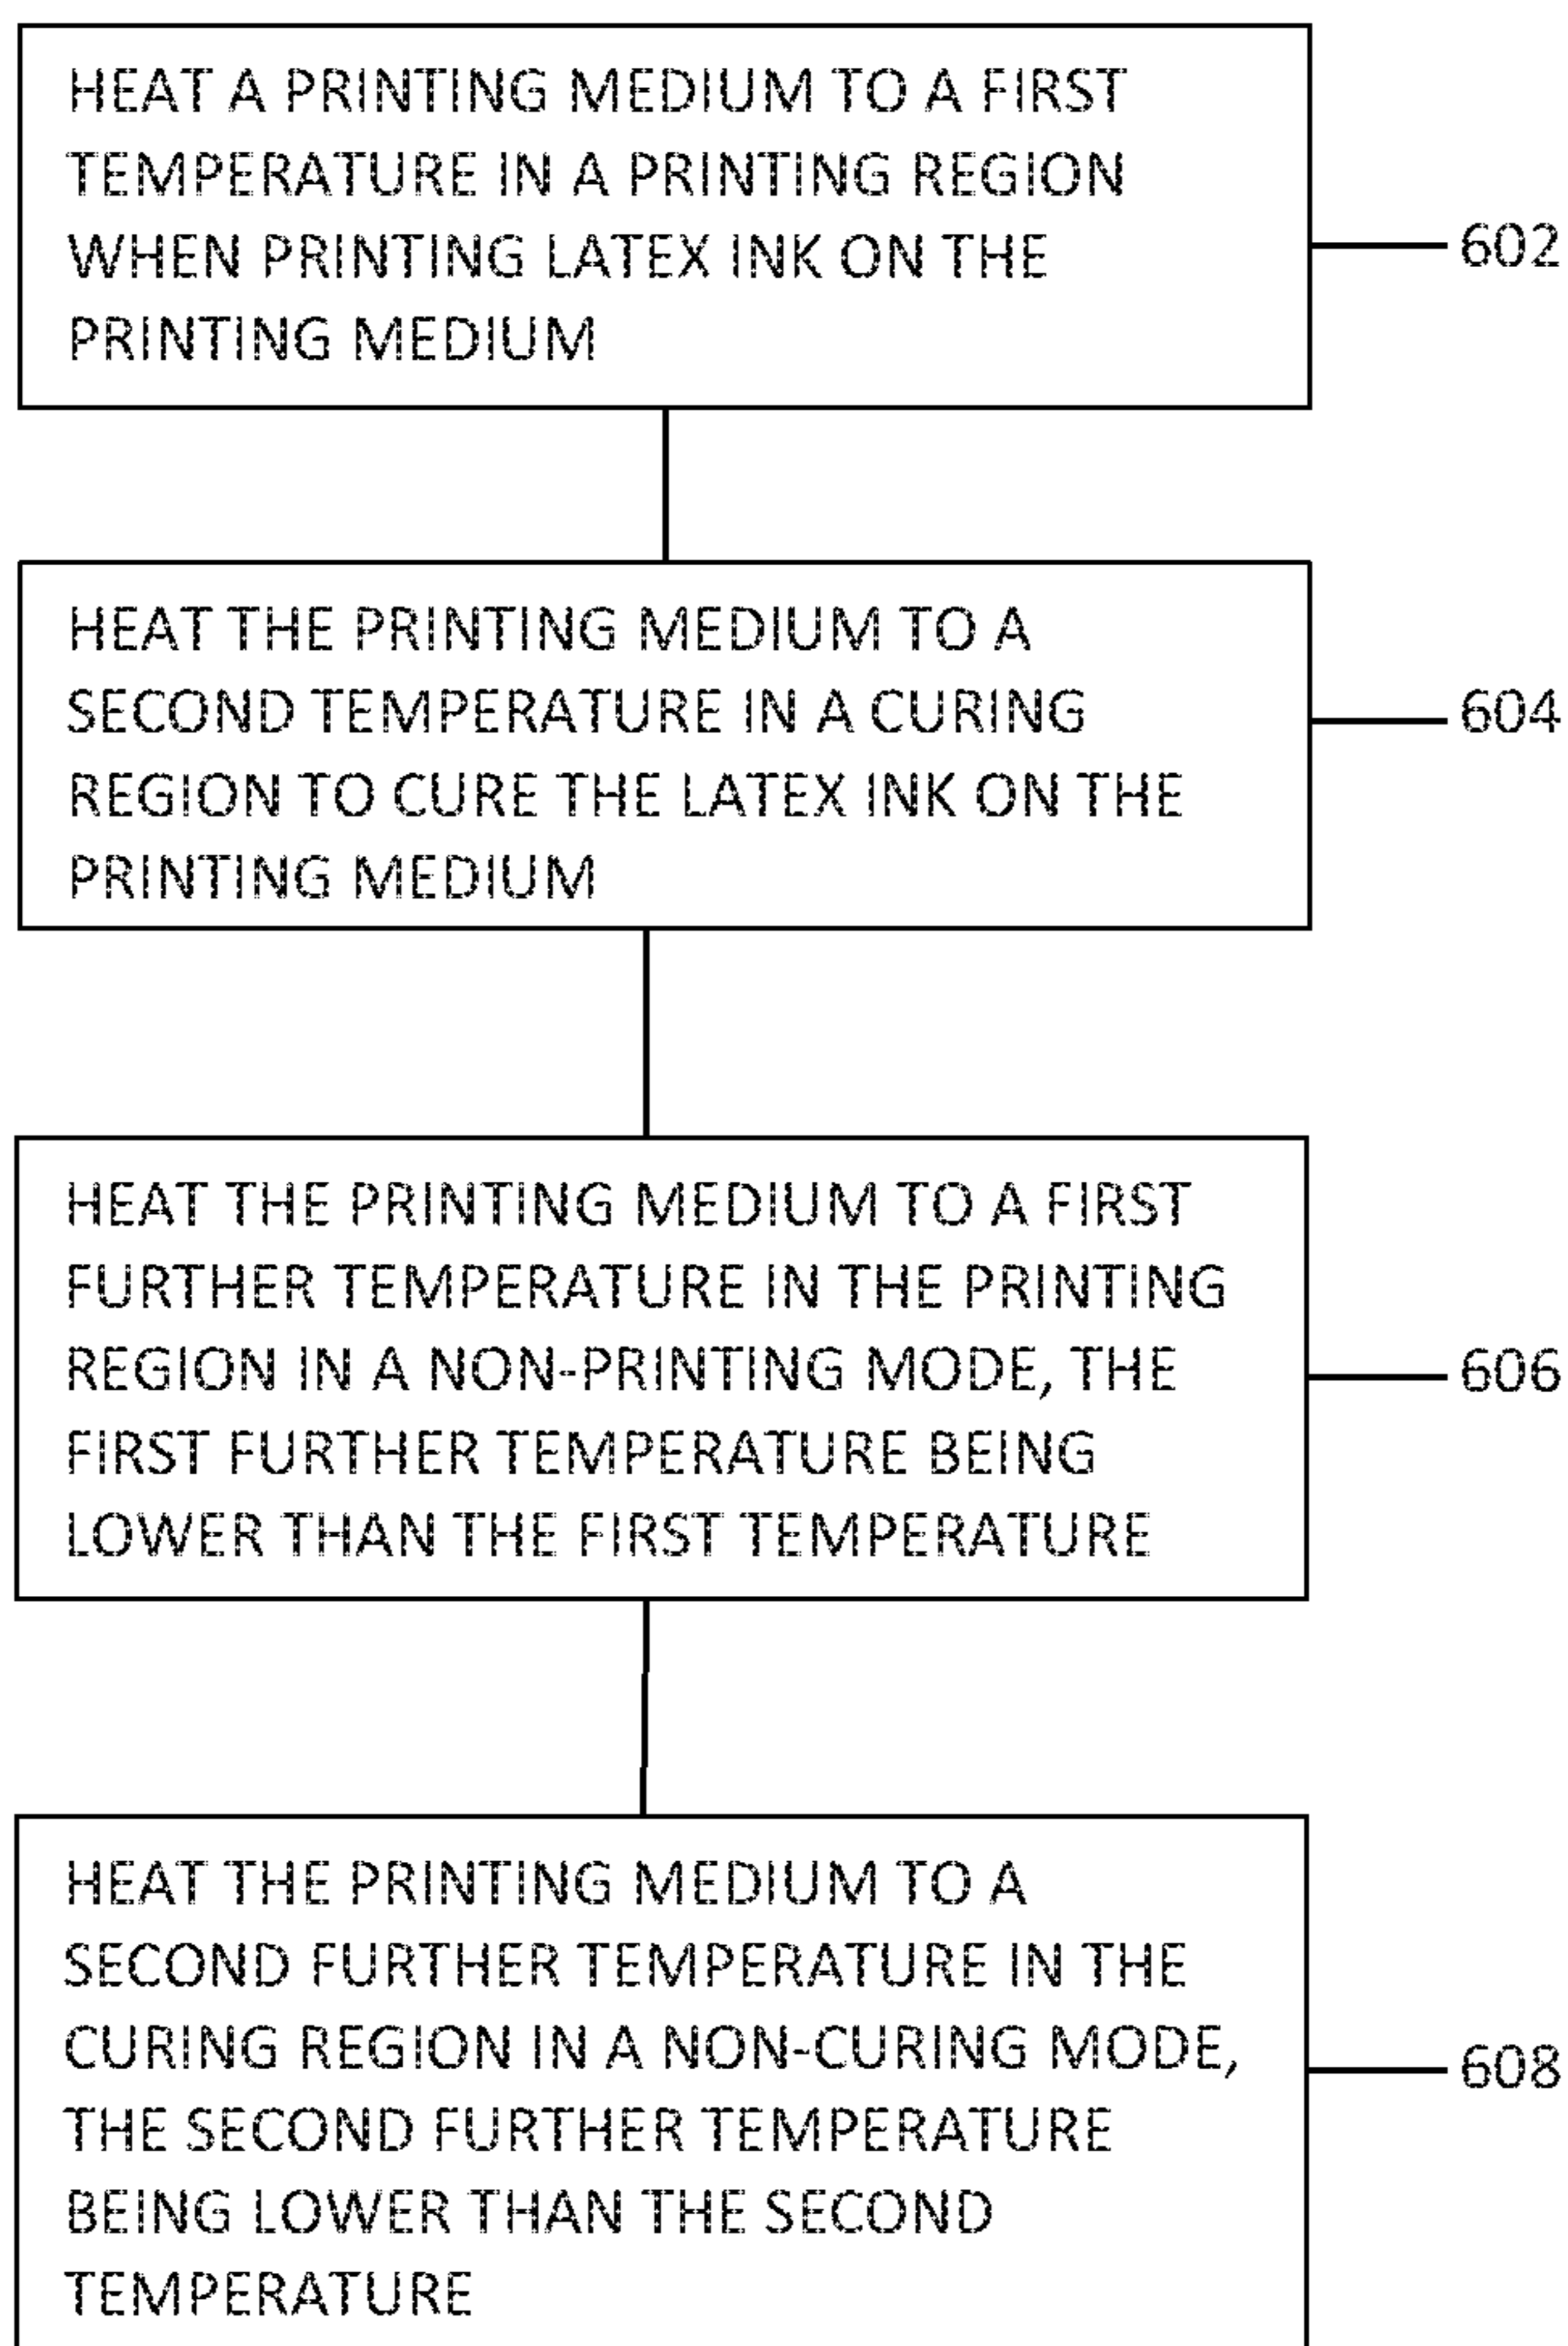 HEAT A PRINTING MEDIUM TO A FIRST
TEMPERATURE IN A PRINTING REGION
WHEN PRINTING LATEX INK ON THE
PRINTING MEDIUM
602
HEAT THE PRINTING MEDIUM TO A
SECOND TEMPERATURE IN A CURING
REGION TO CURE THE LATEX INK ON THE
PRINTING MEDIUM
604
HEAT THE PRINTING MEDIUM TO A FIRST
FURTHER TEMPERATURE IN THE PRINTING
REGION IN A NON-PRINTING MODE, THE
FIRST FURTHER TEMPERATURE BEING
LOWER THAN THE FIRST TEMPERATURE
606
HEAT THE PRINTING MEDIUM TO A
SECOND FURTHER TEMPERATURE IN THE
CURING REGION IN A NON-CURING MODE,
THE SECOND FURTHER TEMPERATURE
BEING LOWER THAN THE SECOND
TEMPERATURE
608